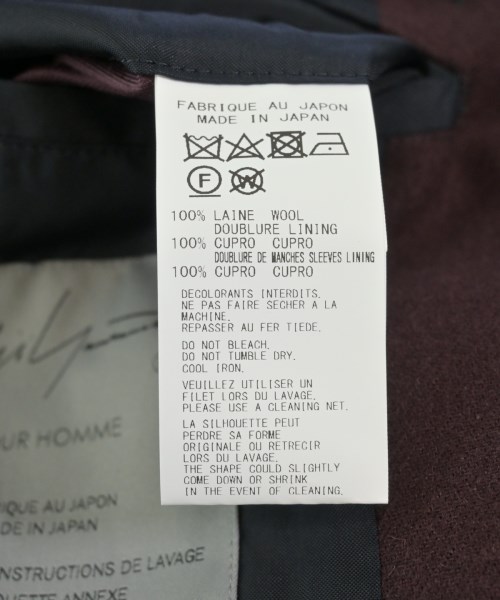 FABRIQUE AU JAPON
MADE IN JAPAN
F W
100% LAINE WOOL
DOUBLURE LINING
100% CUPRO CUPRO
DOUBLURE DE MANCHES SLEEVES LINING
100% CUPRO CUPRO
DECOLORANTS INTERDITS.
NE PAS FAIRE SECHER A LA
MACHINE.
REPASSER AU FER TIEDE.
DO NOT BLEACH.
DO NOT TUMBLE DRY.
COOL IRON.
VEUILLEZ UTILISER UN
FILET LORS DU LAVAGE.
PLEASE USE A CLEANING NET.
LA SILHOUETTE PEUT
PERDRE SA FORME
ORIGINALE OU RETRECIR
LORS DU LAVAGE.
THE SHAPE COULD SLIGHTLY
COME DOWN OR SHRINK
IN THE EVENT OF CLEANING.
UR HOMME
IQUE AU JAPON
DE IN JAPAN
NSTRUCTIONS DE LAVAGE
QUETTE ANNEXE